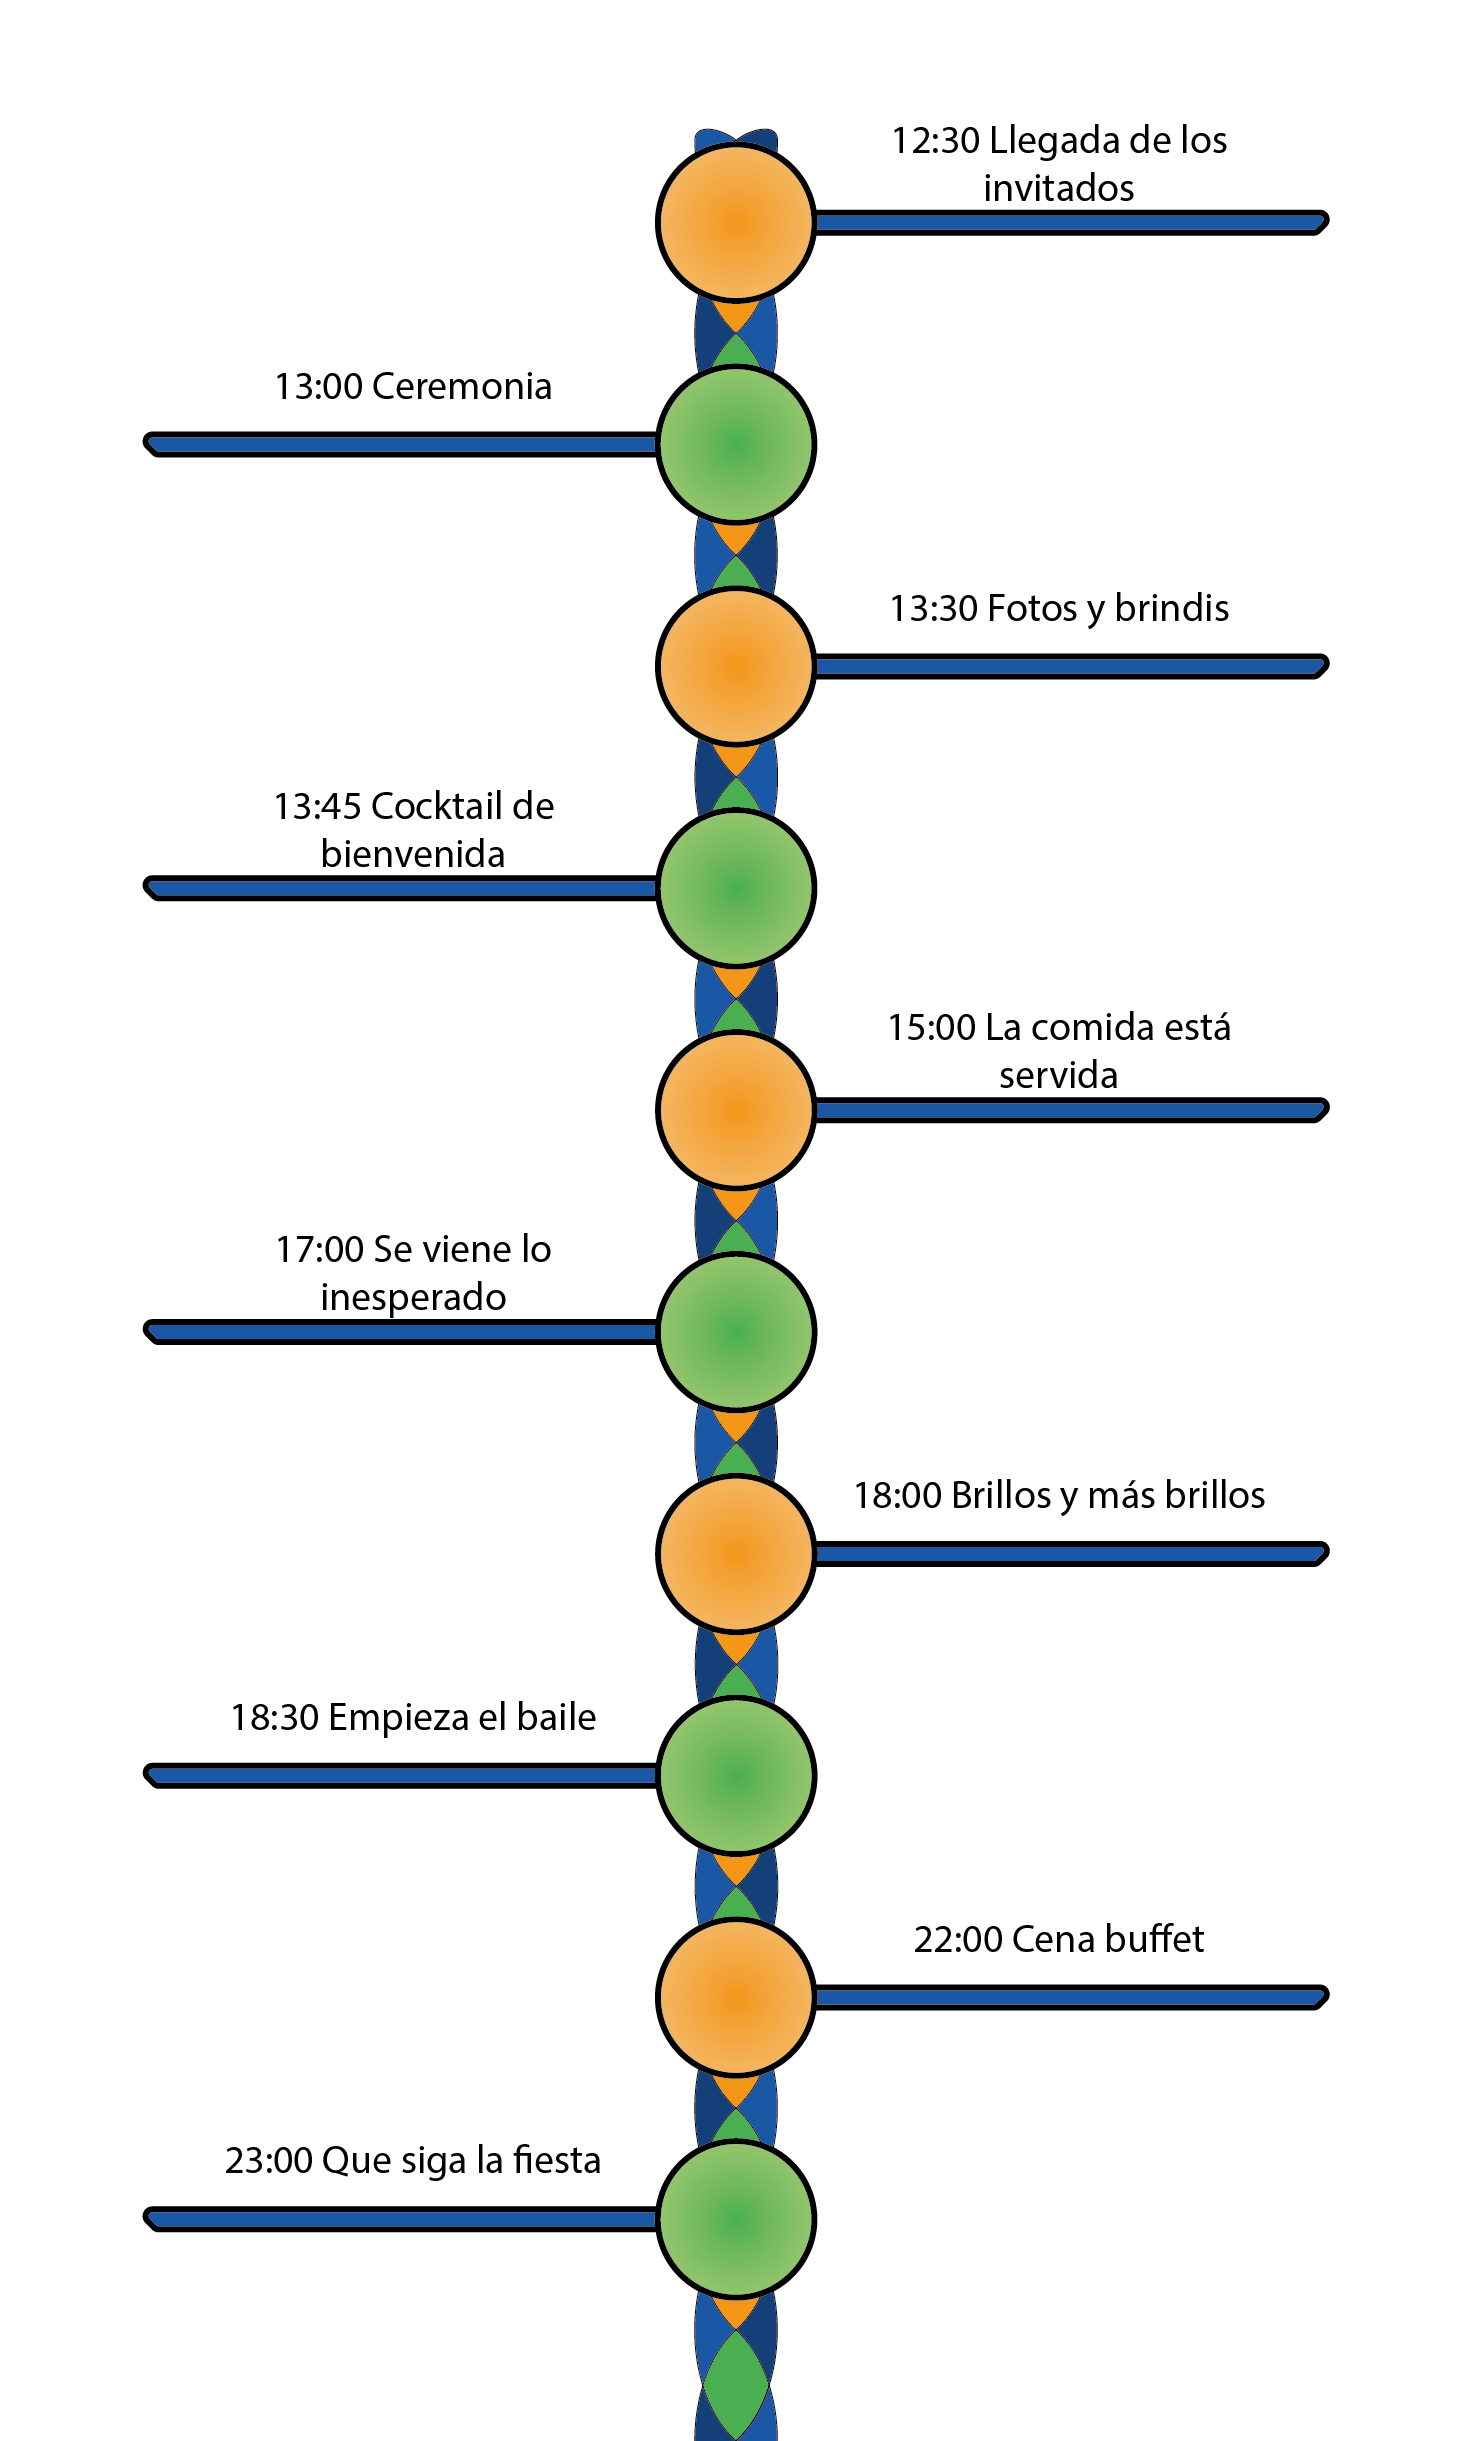 12:30 Llegada de los
invitados
13:00 Ceremonia
13:30 Fotos y brindis
13:45 Cocktail de
bienvenida
15:00 La comida está
servida
17:00 Se viene lo
inesperado
18:00 Brillos y más brillos
18:30 Empieza el baile
22:00 Cena buffet
23:00 Que siga la fiesta